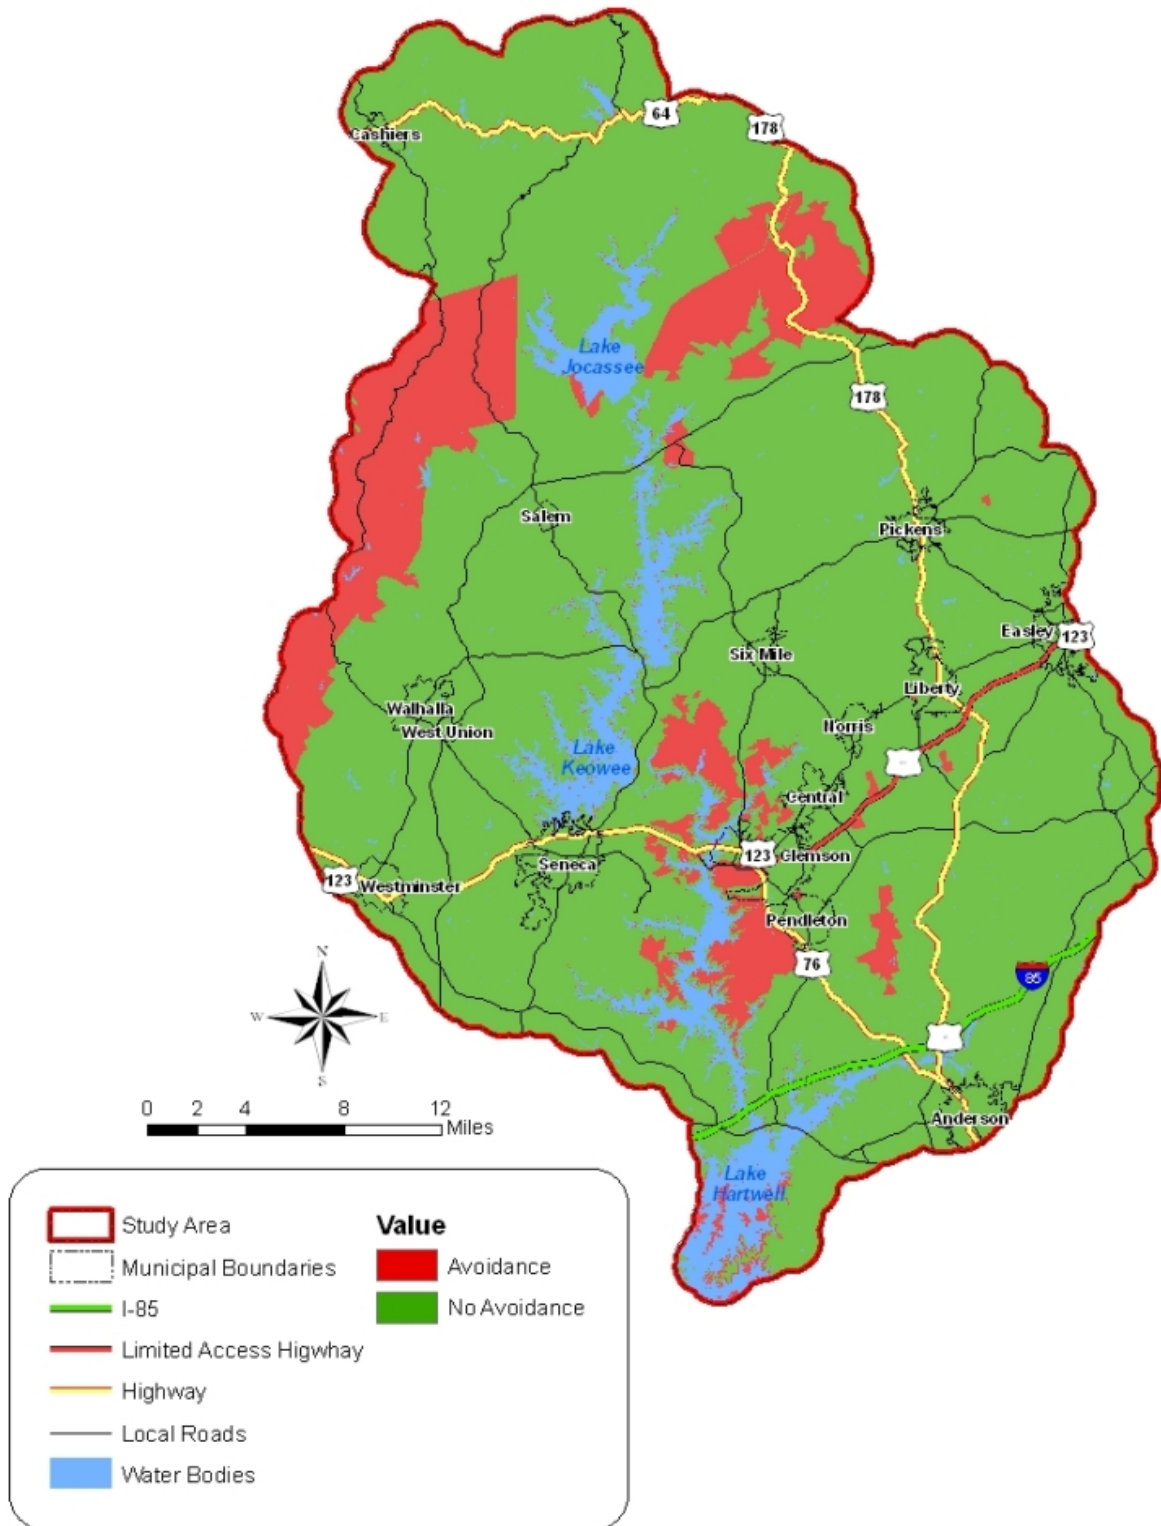 64
178
Cashiers
Lake
Jocassee
178
Salem
Pickens
Easley
123
Six Mile
Liberty
Walhalla
West Union
Norris
Lake
Keowee
Central
123
Clemson
Seneca
123
Westminster
Pendleton
76
85
N
W
E
S
Anderson
0 2 4 8 12
Miles
Lake
Hartwell
Study Area
Municipal Boundaries
I-85
Limited Access Higwhay
Highway
Local Roads
Water Bodies
Value
Avoidance
No Avoidance